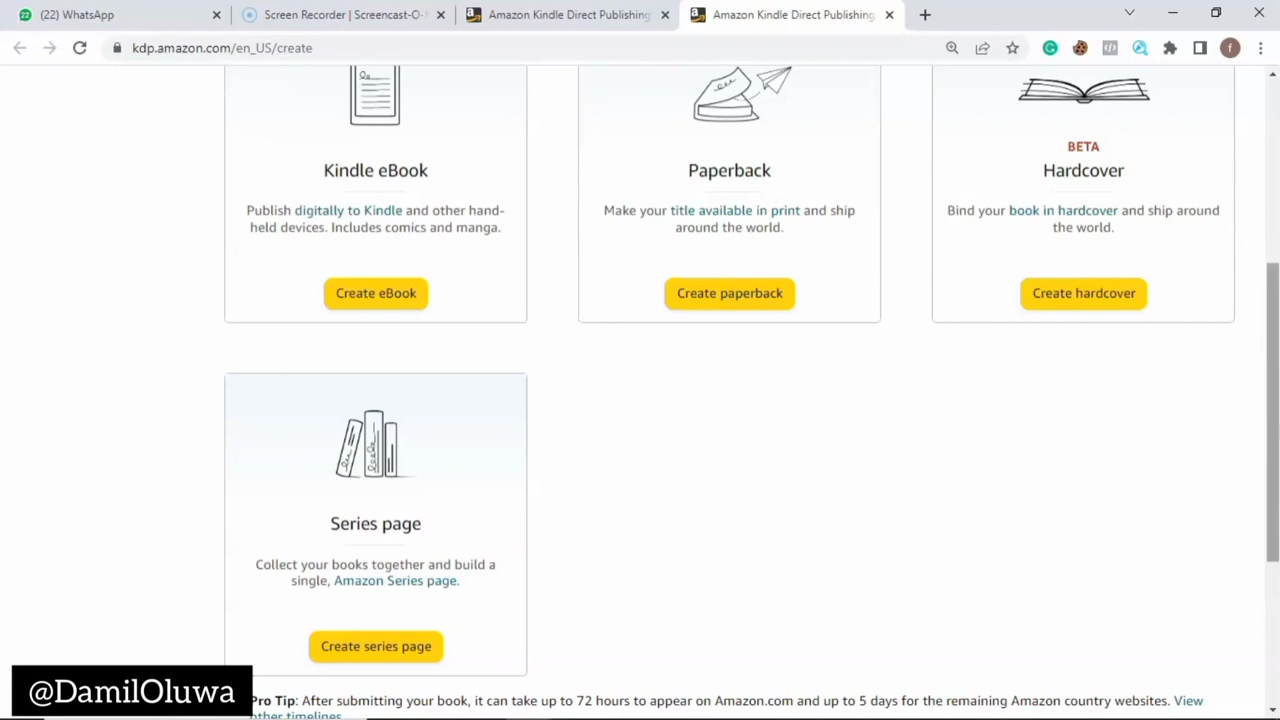 (22) WhatsApp
Screen Recorder | Screencast-O-
Amazon Kindle Direct Publishing
Amazon Kindle Direct Publishing
kdp.amazon.com/en_US/create
f
Kindle eBook
Publish digitally to Kindle and other hand-
held devices. Includes comics and manga.
Create eBook
Paperback
Make your title available in print and ship
around the world.
Create paperback
BETA
Hardcover
Bind your book in hardcover and ship around
the world.
Create hardcover
Series page
Collect your books together and build a
single, Amazon Series page.
Create series page
@DamilOluwa
Pro Tip: After submitting your book, it can take up to 72 hours to appear on Amazon.com and up to 5 days for the remaining Amazon country websites. View
other timelines